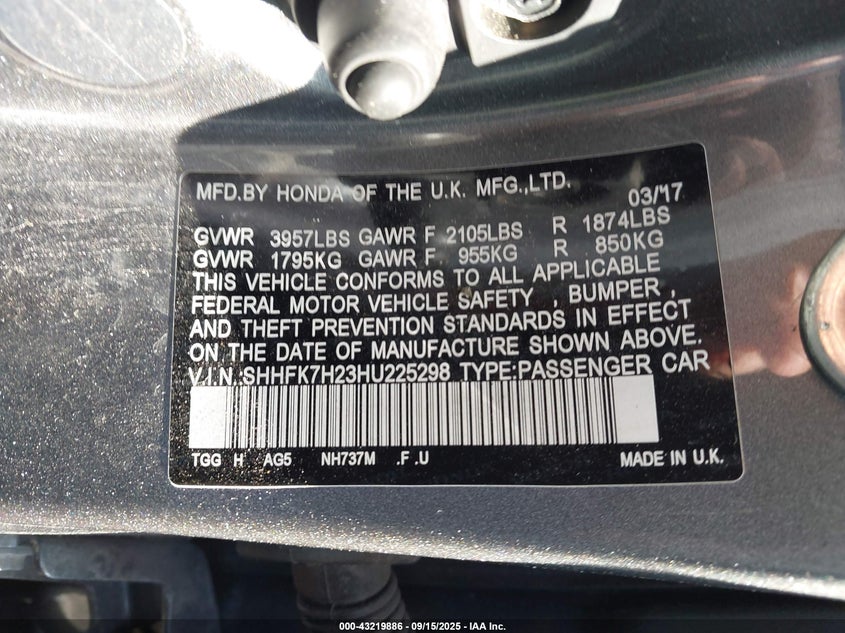 MFD.BY HONDA OF THE U.K. MFG.,LTD. 03/17
GVWR 3957LBS GAWR F 2105LBS R 1874LBS
GVWR 1795KG GAWR F 955KG R 850KG
THIS VEHICLE CONFORMS TO ALL APPLICABLE
FEDERAL MOTOR VEHICLE SAFETY , BUMPER ,
AND THEFT PREVENTION STANDARDS IN EFFECT
ON THE DATE OF MANUFACTURE SHOWN ABOVE.
V.I.N. SHHFK7H23HU225298 TYPE:PASSENGER CAR
TGG H AG5 NH737M .F .U MADE IN U.K.
000-43219886 - 09/15/2025 - IAA Inc.